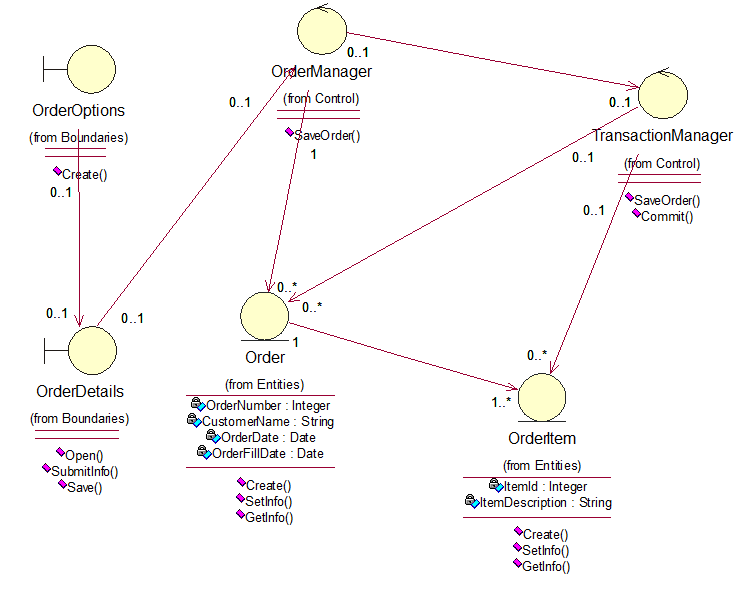 OrderOptions
(from Boundaries)
Create()
0..1
0..1
OrderManager
(from Control)
SaveOrder()
0..1
0..1
1
0..*
0..1
TransactionManager
(from Control)
SaveOrder()
Commit()
0..1
0..1
0..*
0..*
OrderDetails
(from Boundaries)
Open()
SubmitInfo()
Save()
0..1
Order
(from Entities)
OrderNumber : Integer
CustomerName : String
OrderDate : Date
OrderFillDate : Date
Create()
SetInfo()
GetInfo()
1
1..*
OrderItem
(from Entities)
ItemId : Integer
ItemDescription : String
Create()
SetInfo()
GetInfo()